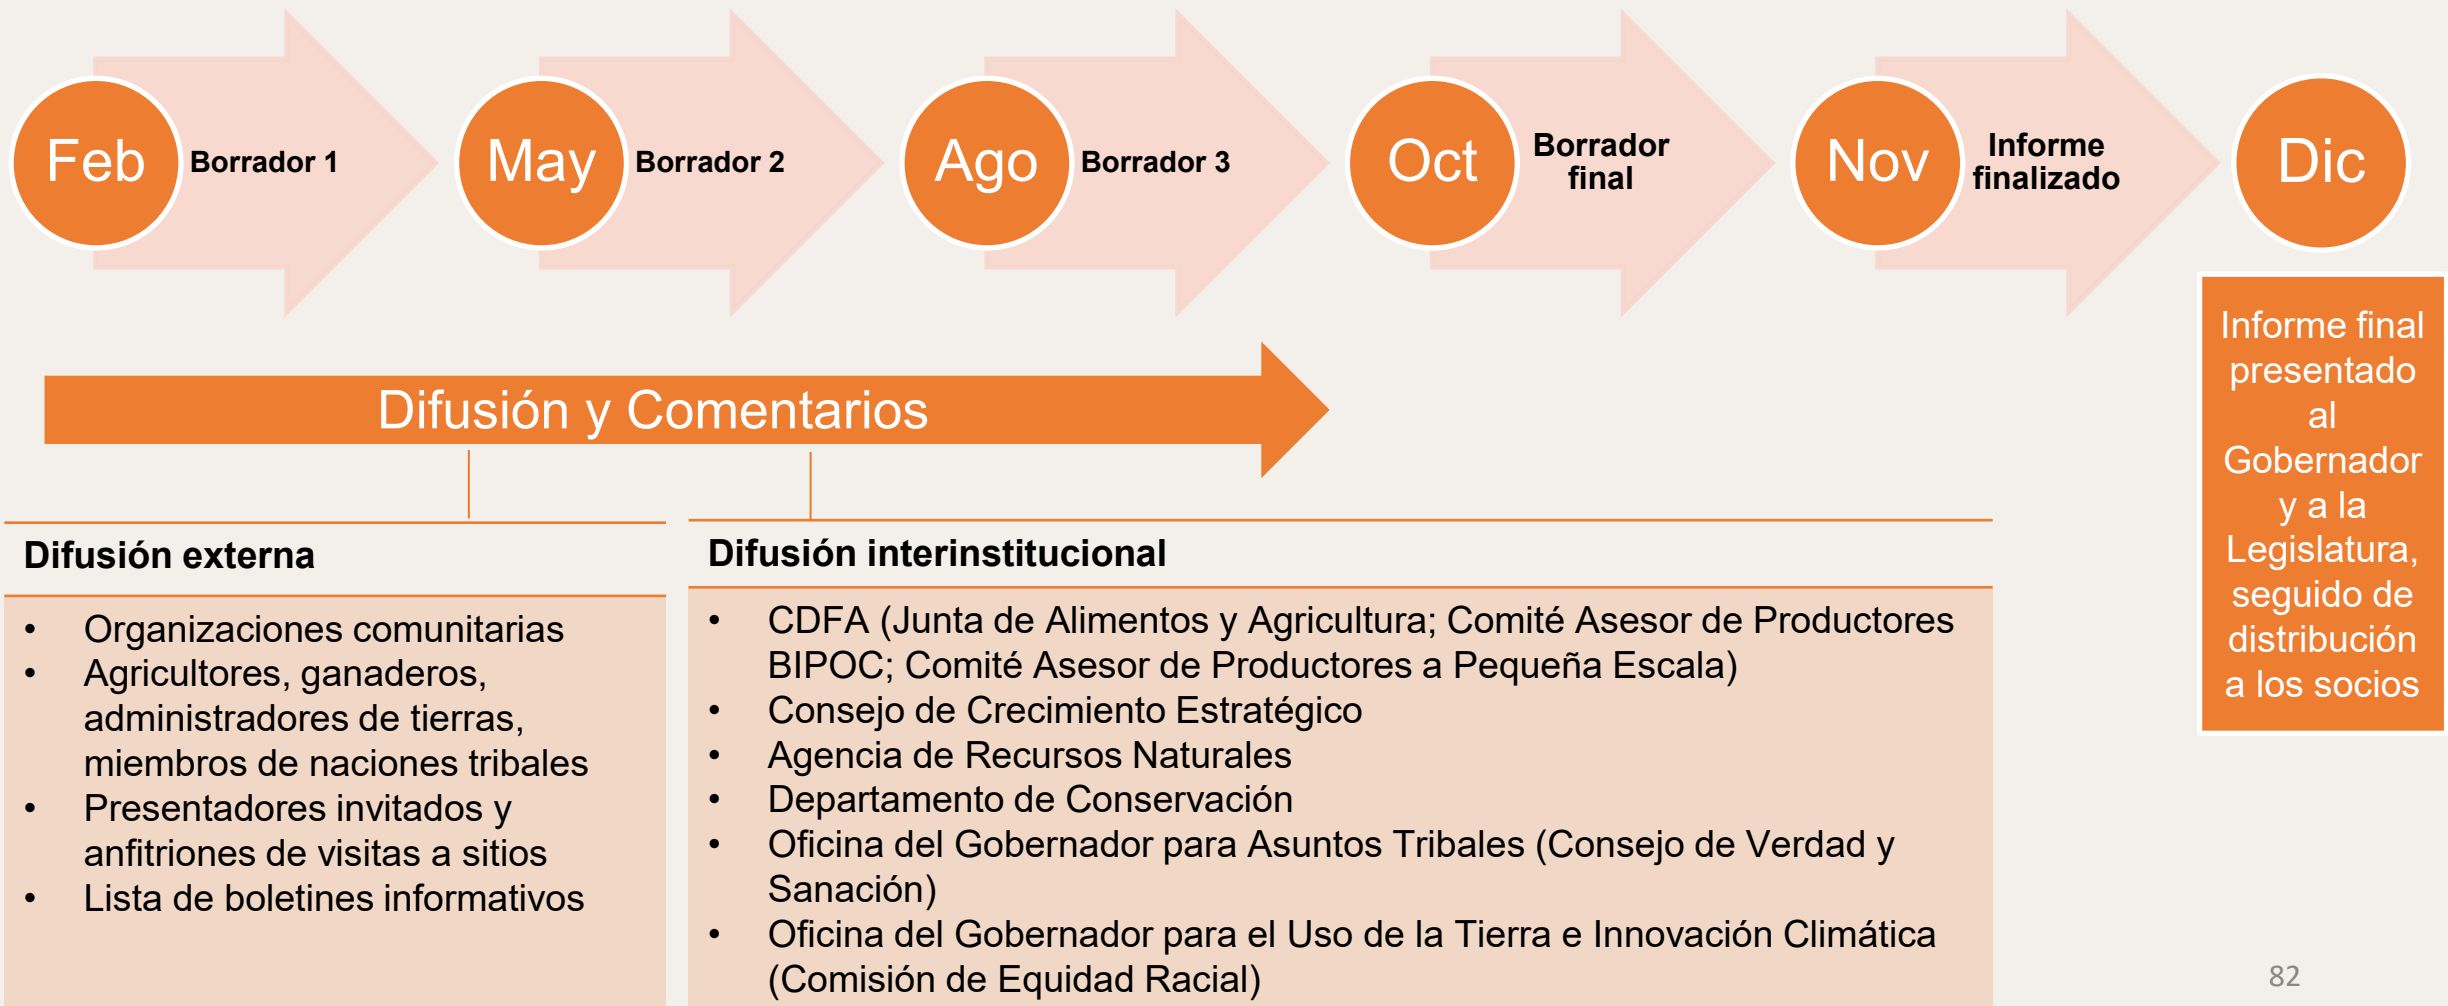 Feb
Borrador 1
May
Borrador 2
Ago
Borrador 3
Oct
Borrador
final
Nov
Informe
finalizado
Dic
Informe final
presentado
al
Gobernador
y a la
Legislatura,
seguido de
distribución
a los socios
Difusión y Comentarios
Difusión externa
• Organizaciones comunitarias
• Agricultores, ganaderos,
administradores de tierras,
miembros de naciones tribales
• Presentadores invitados y
anfitriones de visitas a sitios
• Lista de boletines informativos
Difusión interinstitucional
• CDFA (Junta de Alimentos y Agricultura; Comité Asesor de Productores
BIPOC; Comité Asesor de Productores a Pequeña Escala)
• Consejo de Crecimiento Estratégico
• Agencia de Recursos Naturales
• Departamento de Conservación
• Oficina del Gobernador para Asuntos Tribales (Consejo de Verdad y
Sanación)
• Oficina del Gobernador para el Uso de la Tierra e Innovación Climática
(Comisión de Equidad Racial)
82